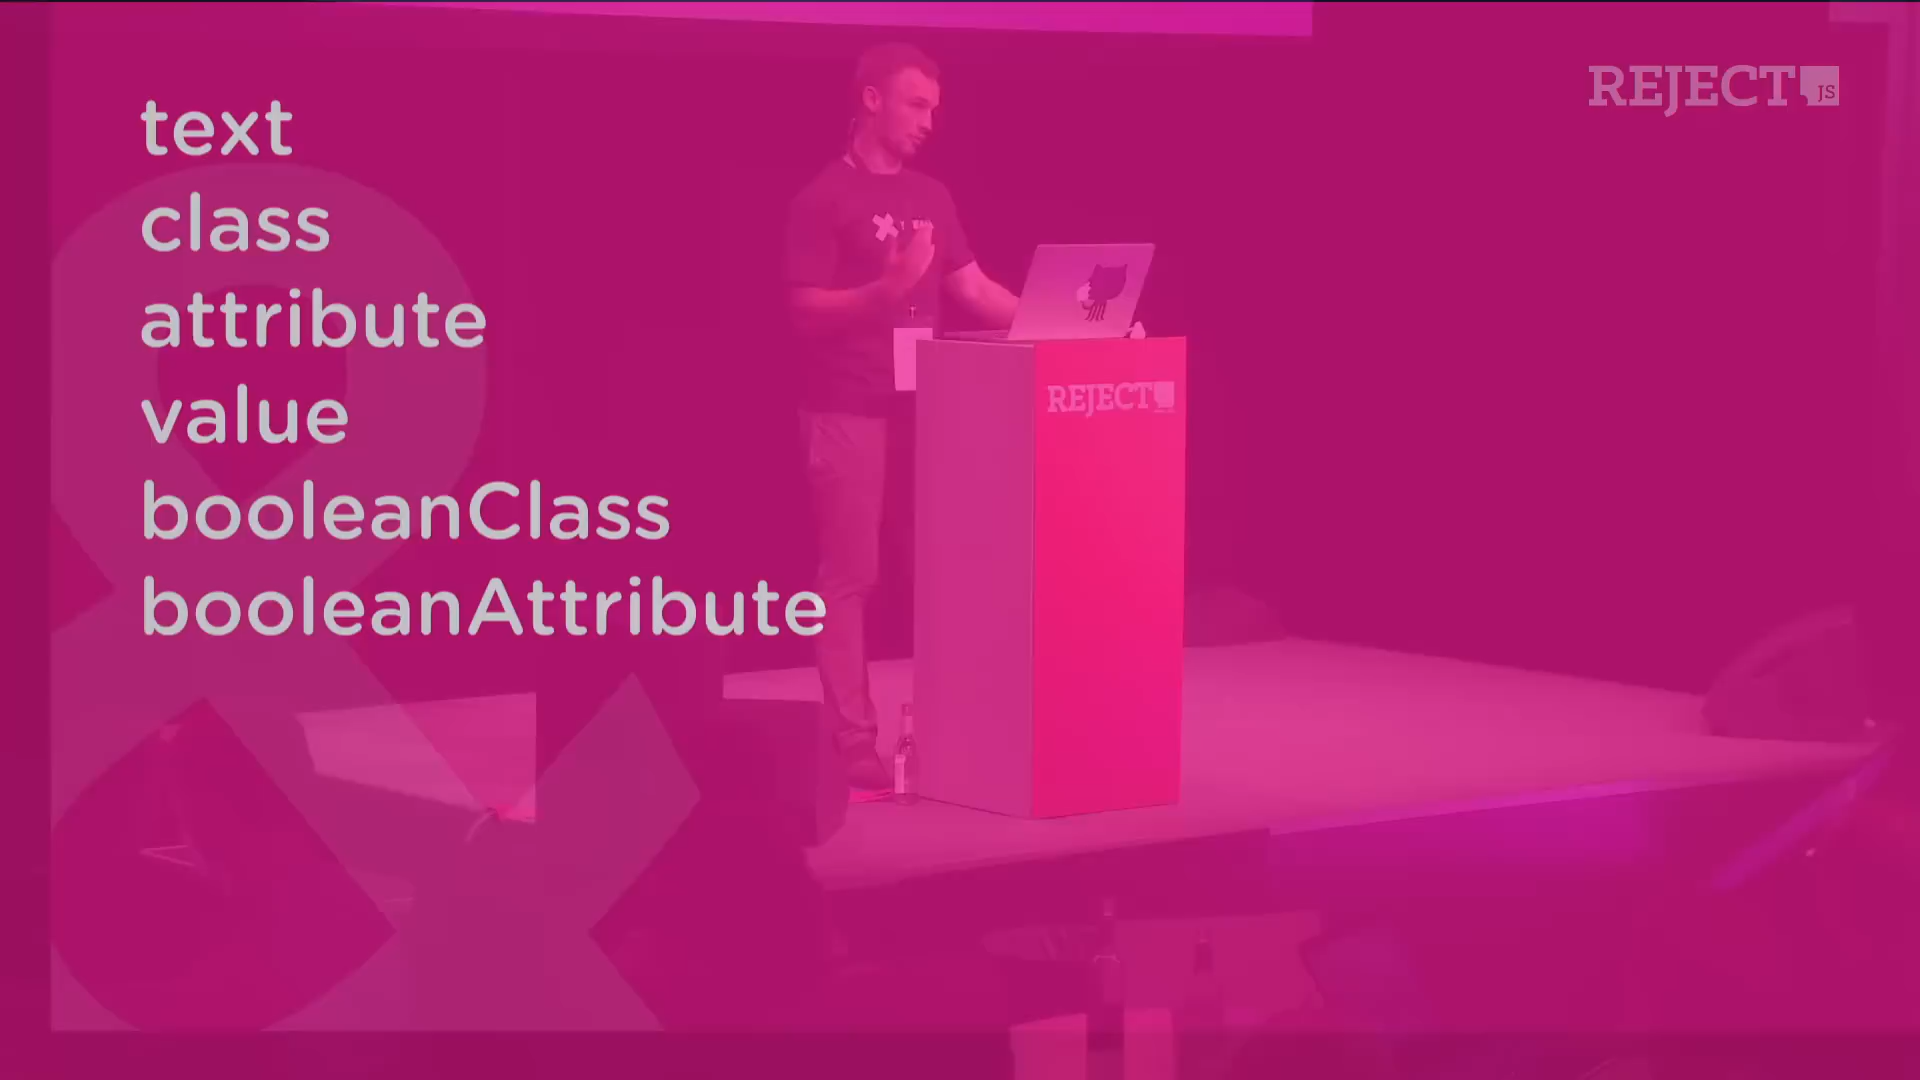 text
class
attribute
value
booleanClass
booleanAttribute
REJECT JS
REJECT